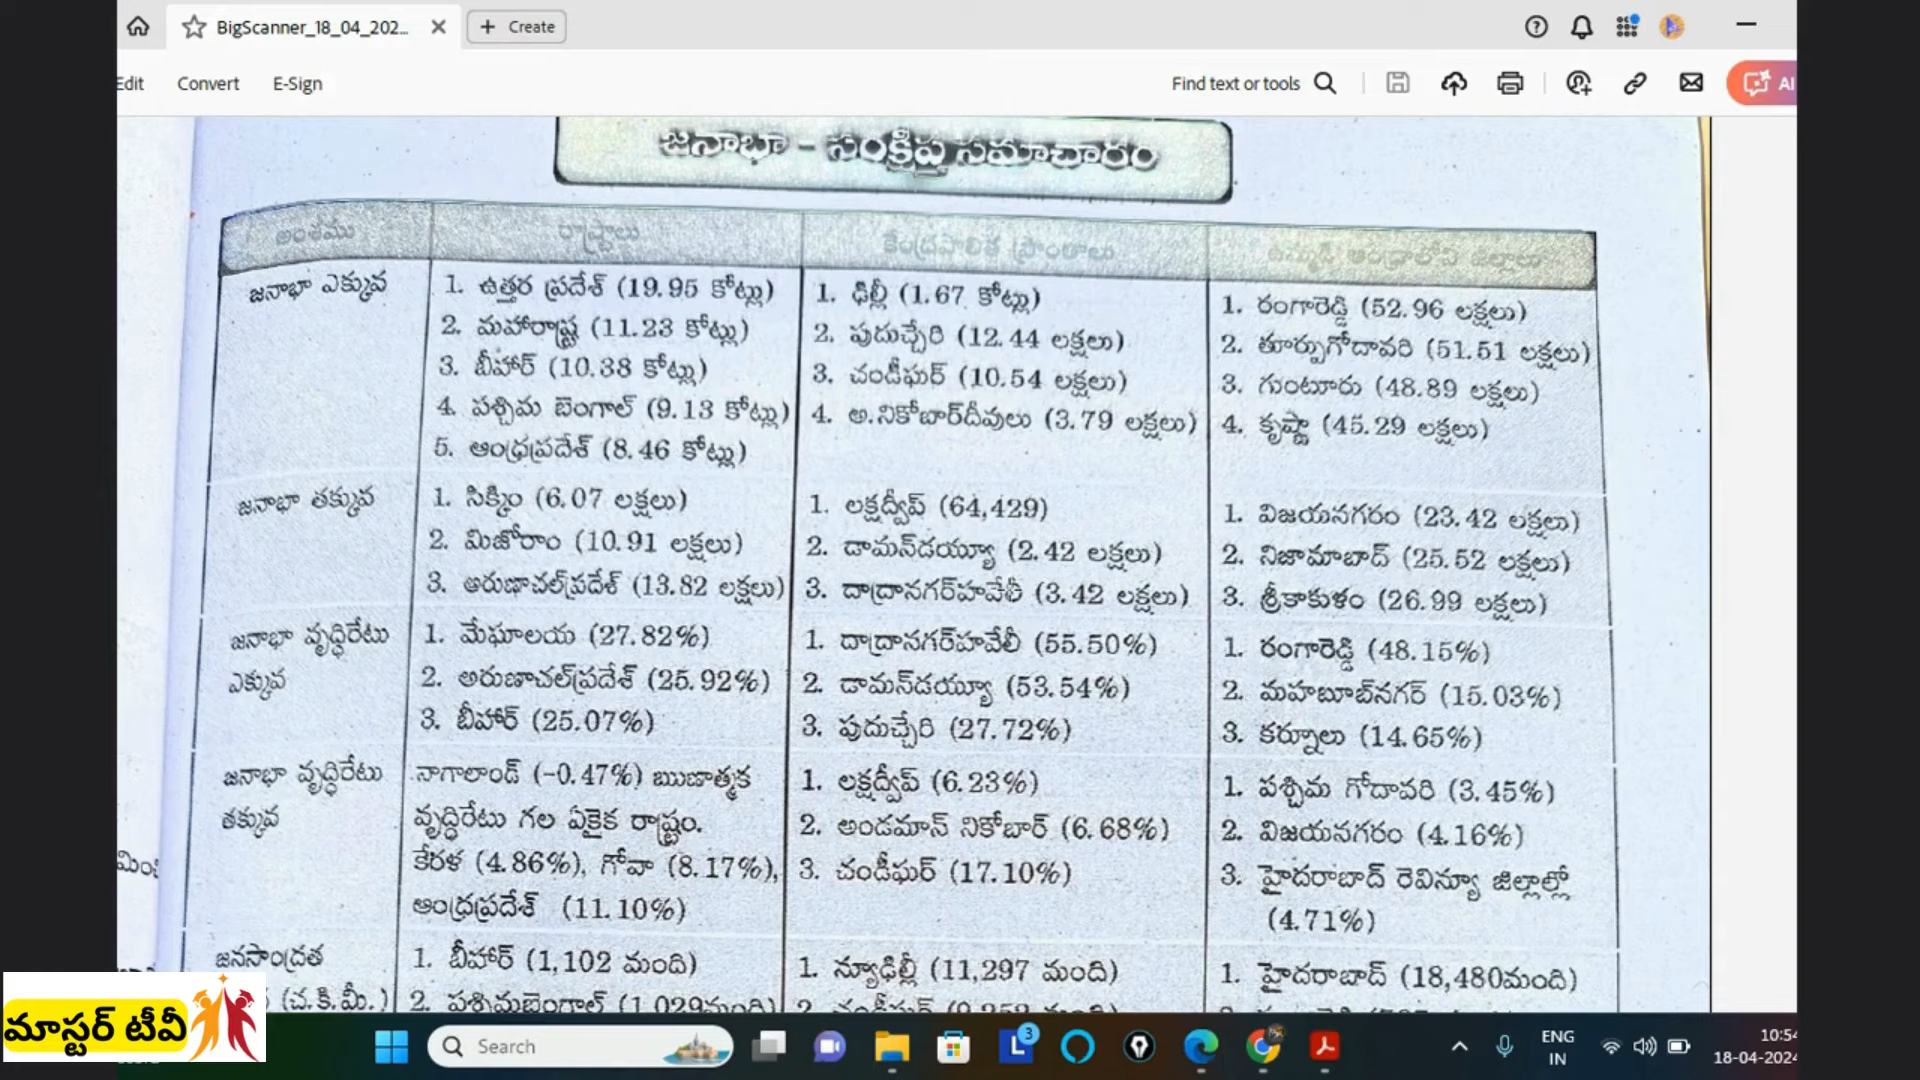 BigScanner_18_04_202...
Create
Edit
Convert
E-Sign
Find text or tools
AI
జనాభా - సంక్షిప్త సమాచారం
అంశము
రాష్ట్రాలు
కేంద్రపాలిత ప్రాంతాలు
ఉమ్మడి ఆంధ్రాలోని జిల్లాలు
జనాభా ఎక్కువ
1. ఉత్తర ప్రదేశ్ (19.95 కోట్లు)
2. మహారాష్ట్ర (11.23 కోట్లు)
3. బీహార్ (10.38 కోట్లు)
4. పశ్చిమ బెంగాల్ (9.13 కోట్లు)
5. ఆంధ్రప్రదేశ్ (8.46 కోట్లు)
1. ఢిల్లీ (1.67 కోట్లు)
2. పుదుచ్చేరి (12.44 లక్షలు)
3. చండీఘర్ (10.54 లక్షలు)
4. అ.నికోబార్‌దీవులు (3.79 లక్షలు)
1. రంగారెడ్డి (52.96 లక్షలు)
2. తూర్పుగోదావరి (51.51 లక్షలు)
3. గుంటూరు (48.89 లక్షలు)
4. కృష్ణా (45.29 లక్షలు)
జనాభా తక్కువ
1. సిక్కిం (6.07 లక్షలు)
2. మిజోరాం (10.91 లక్షలు)
3. అరుణాచల్‌ప్రదేశ్ (13.82 లక్షలు)
1. లక్షద్వీప్ (64,429)
2. డామన్‌డయ్యూ (2.42 లక్షలు)
3. దాద్రానగర్‌హవేలీ (3.42 లక్షలు)
1. విజయనగరం (23.42 లక్షలు)
2. నిజామాబాద్ (25.52 లక్షలు)
3. శ్రీకాకుళం (26.99 లక్షలు)
జనాభా వృద్ధిరేటు
ఎక్కువ
1. మేఘాలయ (27.82%)
2. అరుణాచల్‌ప్రదేశ్ (25.92%)
3. బీహార్ (25.07%)
1. దాద్రానగర్‌హవేలీ (55.50%)
2. డామన్‌డయ్యూ (53.54%)
3. పుదుచ్చేరి (27.72%)
1. రంగారెడ్డి (48.15%)
2. మహబూబ్‌నగర్ (15.03%)
3. కర్నూలు (14.65%)
జనాభా వృద్ధిరేటు
తక్కువ
నాగాలాండ్ (-0.47%) ఋణాత్మక
వృద్ధిరేటు గల ఏకైక రాష్ట్రం.
కేరళ (4.86%), గోవా (8.17%),
ఆంధ్రప్రదేశ్ (11.10%)
1. లక్షద్వీప్ (6.23%)
2. అండమాన్ నికోబార్ (6.68%)
3. చండీఘర్ (17.10%)
1. పశ్చిమ గోదావరి (3.45%)
2. విజయనగరం (4.16%)
3. హైదరాబాద్ రెవిన్యూ జిల్లాల్లో
(4.71%)
జనసాంద్రత
(చ.కి.మీ.)
1. బీహార్ (1,102 మంది)
2. పశ్చిమబెంగాల్ (1,029మంది)
1. న్యూఢిల్లీ (11,297 మంది)
1. హైదరాబాద్ (18,480మంది)
మాస్టర్ టీవీ
Search
3
ENG
IN
10:54
18-04-2024